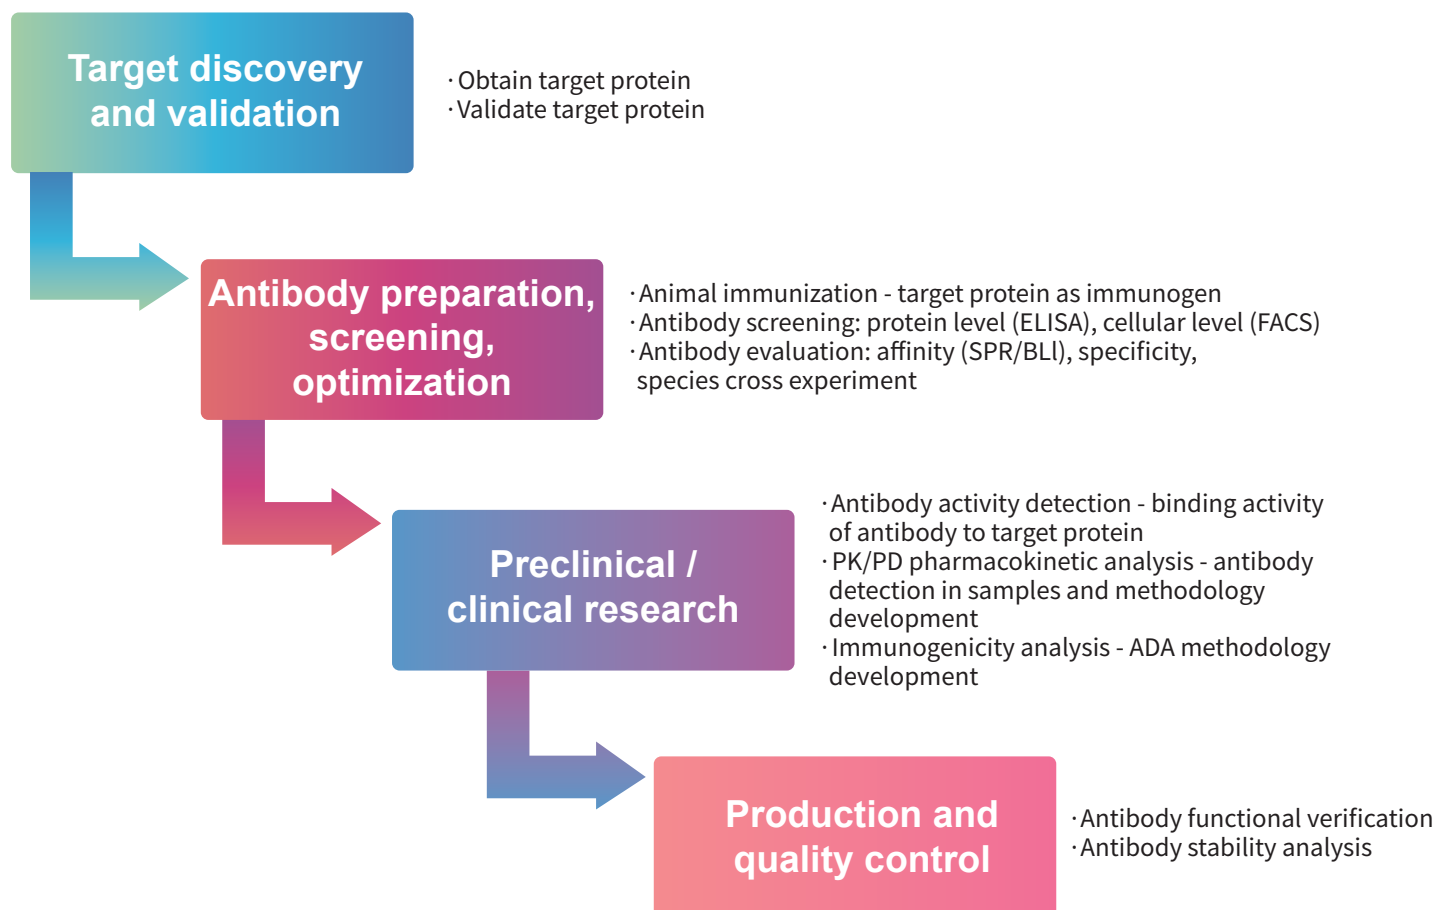 Target discovery
and validation
·Obtain target protein
·Validate target protein
Antibody preparation,
screening,
optimization
·Animal immunization - target protein as immunogen
·Antibody screening: protein level (ELISA), cellular level (FACS)
·Antibody evaluation: affinity (SPR/BLl), specificity,
species cross experiment
Preclinical /
clinical research
·Antibody activity detection - binding activity
of antibody to target protein
·PK/PD pharmacokinetic analysis - antibody
detection in samples and methodology
development
·Immunogenicity analysis - ADA methodology
development
Production and
quality control
·Antibody functional verification
·Antibody stability analysis